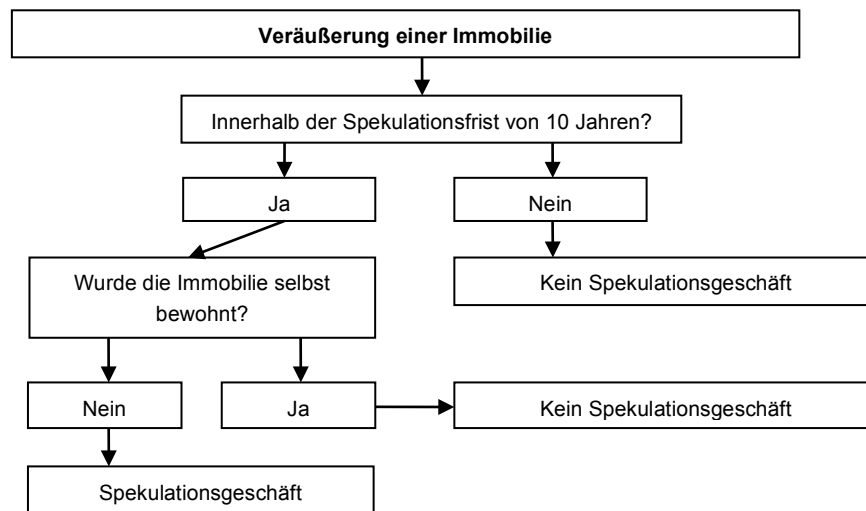 Veräußerung einer Immobilie
Innerhalb der Spekulationsfrist von 10 Jahren?
Ja
Nein
Wurde die Immobilie selbst
bewohnt?
Kein Spekulationsgeschäft
Nein
Ja
Kein Spekulationsgeschäft
Spekulationsgeschäft